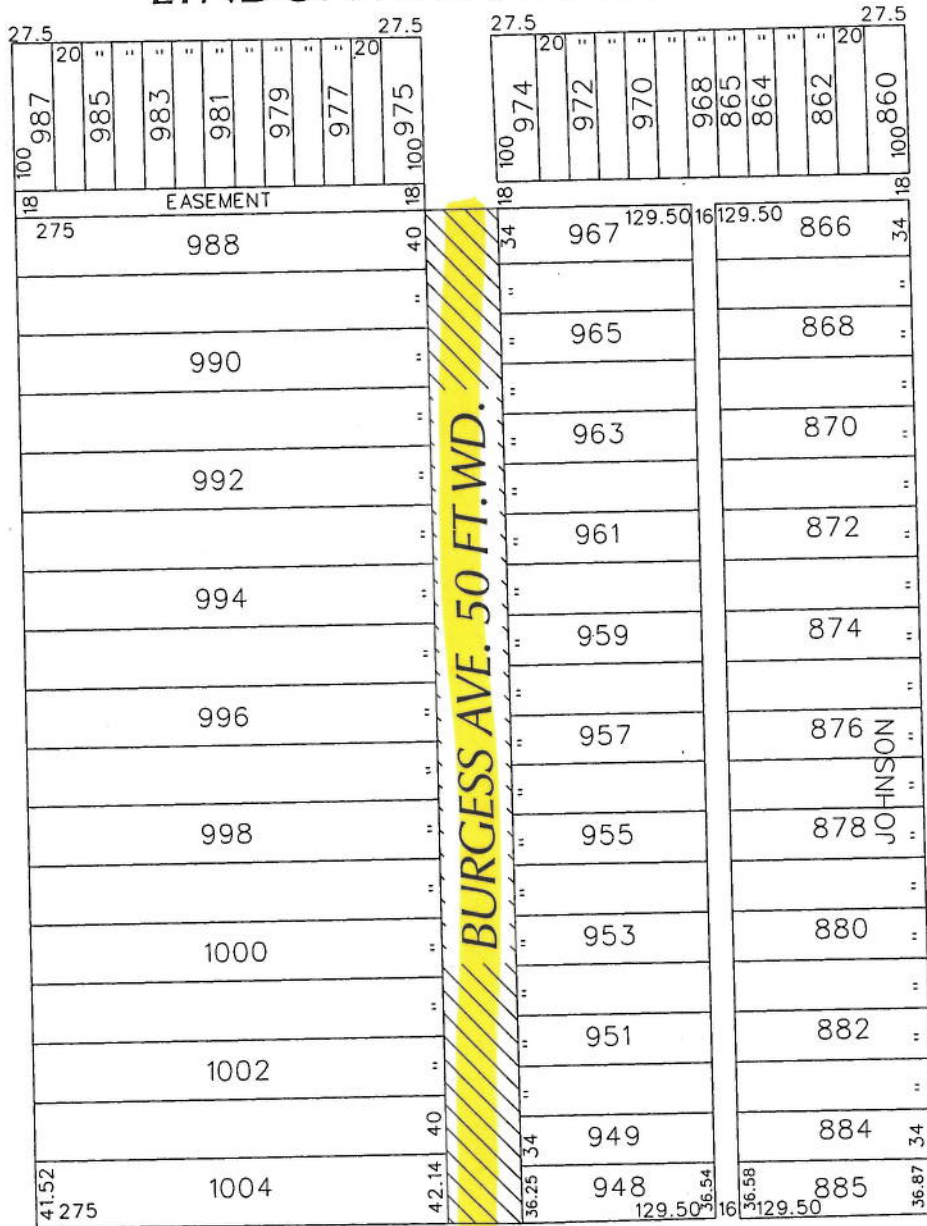 27.5 27.5 27.5 27.5
20 " " " " " " " " 20
20 " " " " " " " " 20
100 987 985 983 981 979 977 975 100
100 974 972 970 968 865 864 862 860 100
18 EASEMENT 18 18 18
275 988 40 34 967 129.50 16 129.50 866 34
" " "
990 " " 965 868 "
" " "
992 " " 963 870 "
" " "
994 " " 961 872 "
" " "
996 " " 959 874 "
" " "
998 " " 957 876 "
" " "
1000 " " 955 878 "
" " "
1002 " " 953 880 "
" " "
951 882 "
40 34 949 884 34
41.52 275 1004 42.14 36.25 948 129.50 36.54 16 36.58 129.50 885 36.87
BURGESS AVE. 50 FT.WD.
JOHNSON